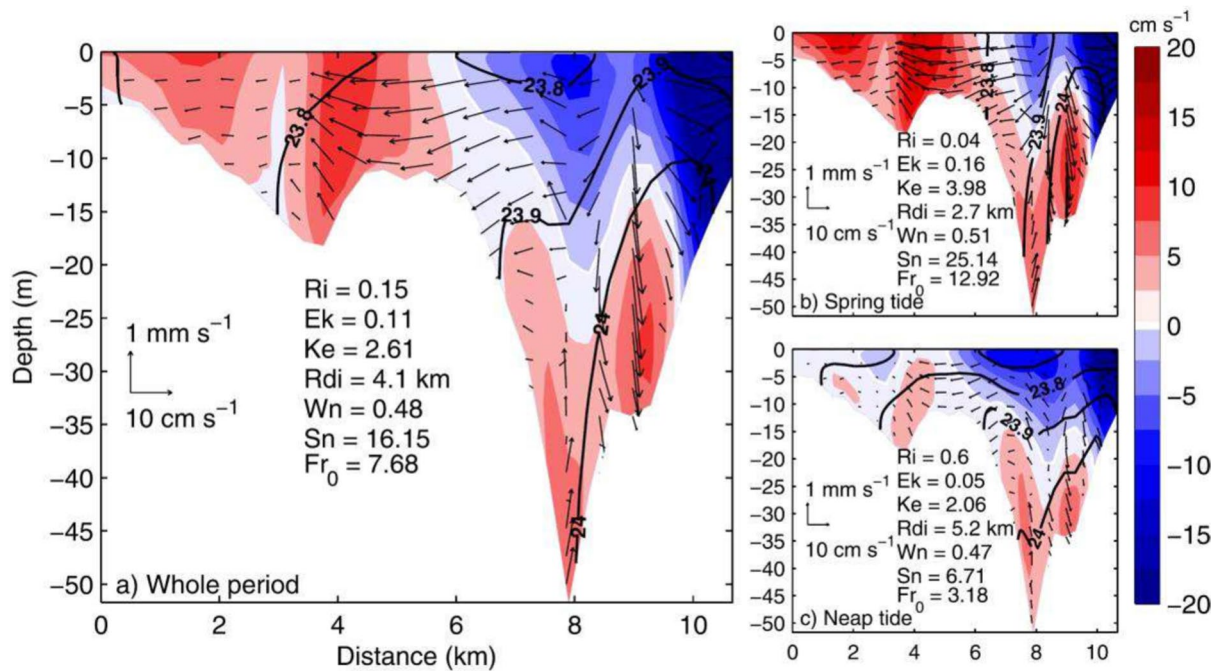 0
−5
−10
−15
−20
−25
−30
−35
−40
−45
−50
Depth (m)
23.8
23.8
23.9
23.9
24
24
1 mm s⁻¹
10 cm s⁻¹
Ri = 0.15
Ek = 0.11
Ke = 2.61
Rdi = 4.1 km
Wn = 0.48
Sn = 16.15
Fr₀ = 7.68
a) Whole period
0
2
4
6
8
10
Distance (km)
0
−5
−10
−15
−20
−25
−30
−35
−40
−45
−50
23.8
23.9
24
1 mm s⁻¹
10 cm s⁻¹
Ri = 0.04
Ek = 0.16
Ke = 3.98
Rdi = 2.7 km
Wn = 0.51
Sn = 25.14
Fr₀ = 12.92
b) Spring tide
0
−5
−10
−15
−20
−25
−30
−35
−40
−45
−50
23.8
23.9
24
1 mm s⁻¹
10 cm s⁻¹
Ri = 0.6
Ek = 0.05
Ke = 2.06
Rdi = 5.2 km
Wn = 0.47
Sn = 6.71
Fr₀ = 3.18
c) Neap tide
0
2
4
6
8
10
cm s⁻¹
20
15
10
5
0
−5
−10
−15
−20